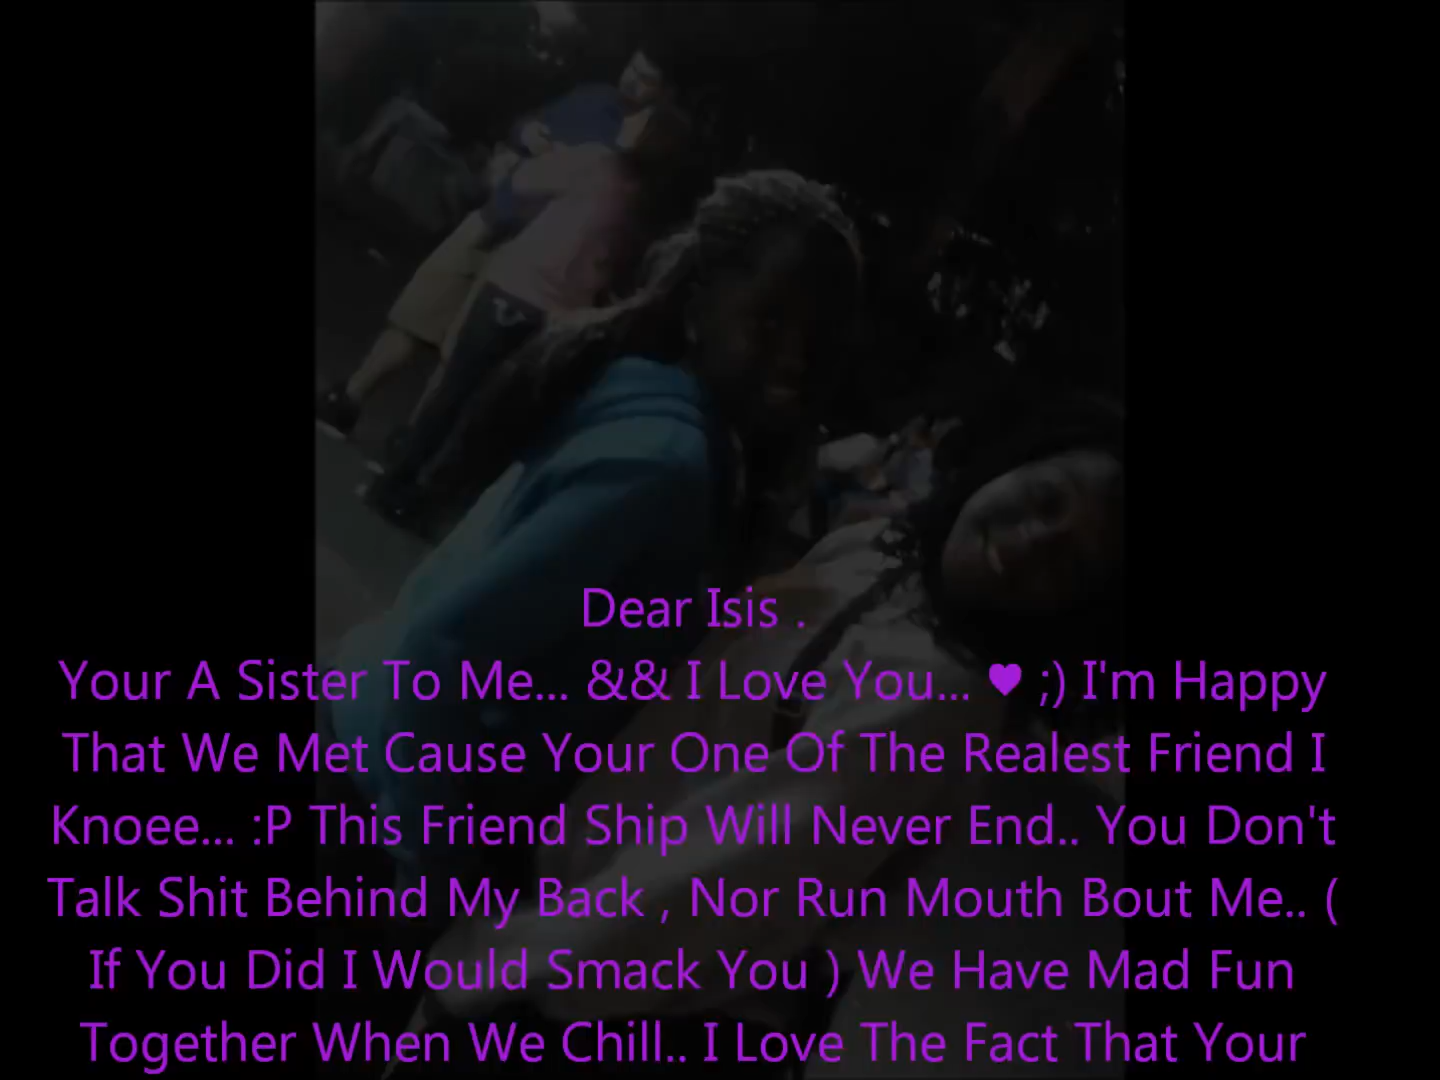 Dear Isis .
Your A Sister To Me... && I Love You... ♥ ;) I'm Happy
That We Met Cause Your One Of The Realest Friend I
Knoee... :P This Friend Ship Will Never End.. You Don't
Talk Shit Behind My Back , Nor Run Mouth Bout Me.. (
If You Did I Would Smack You ) We Have Mad Fun
Together When We Chill.. I Love The Fact That Your